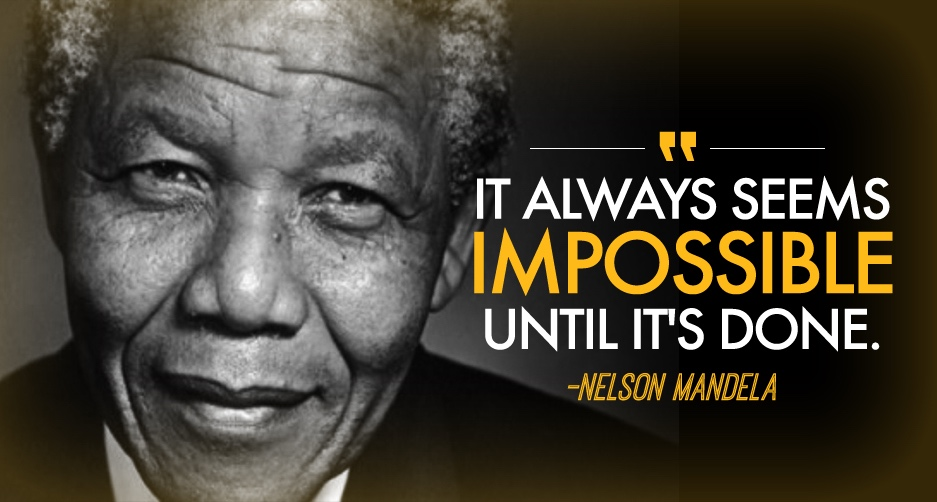 "
IT ALWAYS SEEMS
IMPOSSIBLE
UNTIL IT'S DONE.
-NELSON MANDELA